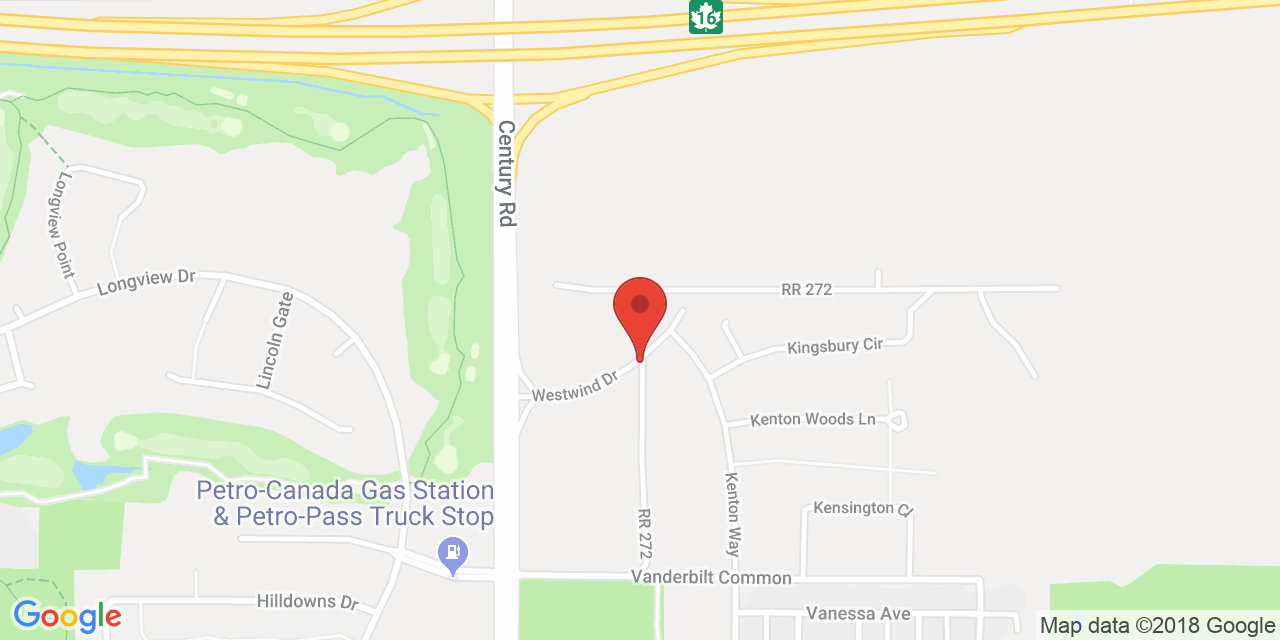 16
Century Rd
Longview Point
Longview Dr
Lincoln Gate
RR 272
Kingsbury Cir
Westwind Dr
Kenton Woods Ln
Petro-Canada Gas Station
& Petro-Pass Truck Stop
Kenton Way
Kensington Cl
RR 272
Vanderbilt Common
Hilldowns Dr
Vanessa Ave
Google
Map data ©2018 Google